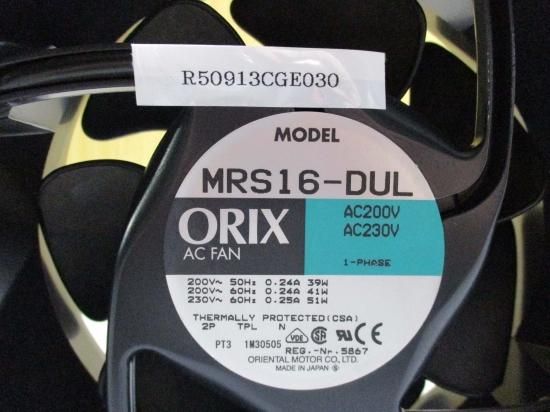 R50913CGE030
MODEL
MRS16-DUL
ORIX
AC FAN
AC200V
AC230V
1-PHASE
200V~ 50Hz 0.24A 39W
200V~ 60Hz 0.24A 41W
230V~ 60Hz 0.25A 51W
THERMALLY PROTECTED(CSA)
2P TPL N
VDE
PT3 1M30505
REG.-Nr.5867
ORIENTAL MOTOR CO.,LTD.
MADE IN JAPAN